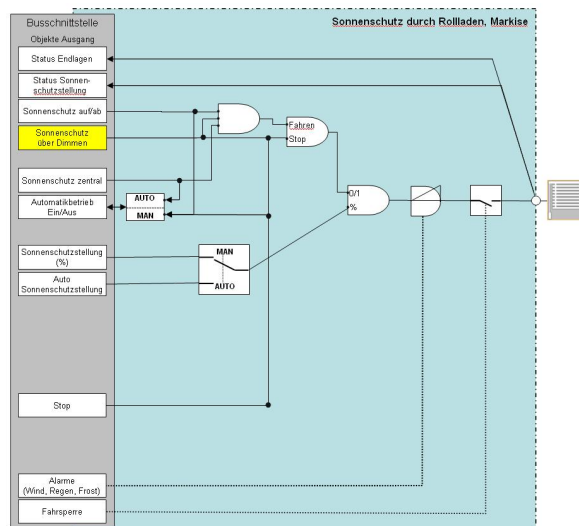 Busschnittstelle
Sonnenschutz durch Rollladen, Markise
Objekte Ausgang
Status Endlagen
Status Sonnen-
schutzstellung
Sonnenschutz auf/ab
Sonnenschutz
über Dimmen
Fahren
Stop
Sonnenschutz zentral
Automatikbetrieb
Ein/Aus
AUTO
MAN
0/1
%
Sonnenschutzstellung
(%)
Auto
Sonnenschutzstellung
MAN
AUTO
Stop
Alarme
(Wind, Regen, Frost)
Fahrsperre